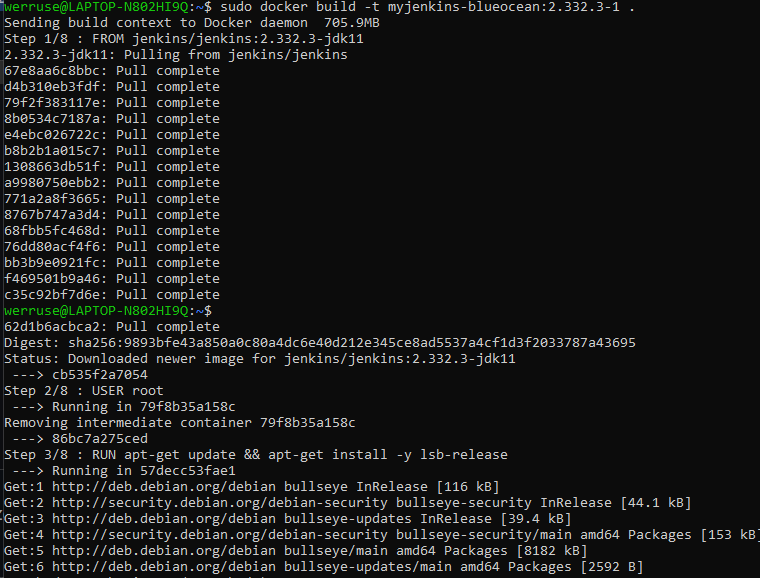 werruse@LAPTOP-N802HI9Q:~$ sudo docker build -t myjenkins-blueocean:2.332.3-1 .
Sending build context to Docker daemon  705.9MB
Step 1/8 : FROM jenkins/jenkins:2.332.3-jdk11
2.332.3-jdk11: Pulling from jenkins/jenkins
67e8aa6c8bbc: Pull complete
d4b310eb3fdf: Pull complete
79f2f383117e: Pull complete
8b0534c7187a: Pull complete
e4ebc026722c: Pull complete
b8b2b1a015c7: Pull complete
1308663db51f: Pull complete
a9980750ebb2: Pull complete
771a2a8f3665: Pull complete
8767b747a3d4: Pull complete
68fbb5fc468d: Pull complete
76dd80acf4f6: Pull complete
bb3b9e0921fc: Pull complete
f469501b9a46: Pull complete
c35c92bf7d6e: Pull complete
werruse@LAPTOP-N802HI9Q:~$
62d1b6acbca2: Pull complete
Digest: sha256:9893bfe43a850a0c80a4dc6e40d212e345ce8ad5537a4cf1d3f2033787a43695
Status: Downloaded newer image for jenkins/jenkins:2.332.3-jdk11
 ---> cb535f2a7054
Step 2/8 : USER root
 ---> Running in 79f8b35a158c
Removing intermediate container 79f8b35a158c
 ---> 86bc7a275ced
Step 3/8 : RUN apt-get update && apt-get install -y lsb-release
 ---> Running in 57decc53fae1
Get:1 http://deb.debian.org/debian bullseye InRelease [116 kB]
Get:2 http://security.debian.org/debian-security bullseye-security InRelease [44.1 kB]
Get:3 http://deb.debian.org/debian bullseye-updates InRelease [39.4 kB]
Get:4 http://security.debian.org/debian-security bullseye-security/main amd64 Packages [153 kB]
Get:5 http://deb.debian.org/debian bullseye/main amd64 Packages [8182 kB]
Get:6 http://deb.debian.org/debian bullseye-updates/main amd64 Packages [2592 B]